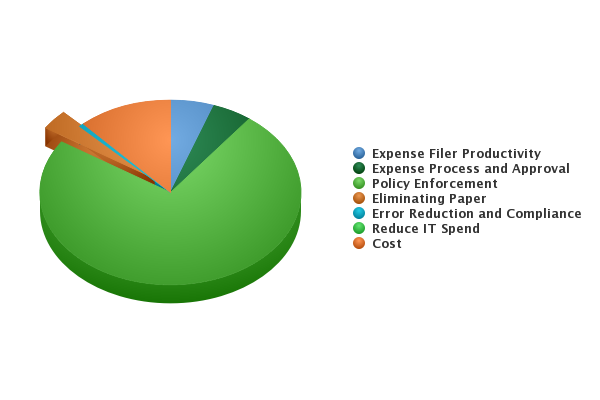 Expense Filer Productivity
Expense Process and Approval
Policy Enforcement
Eliminating Paper
Error Reduction and Compliance
Reduce IT Spend
Cost